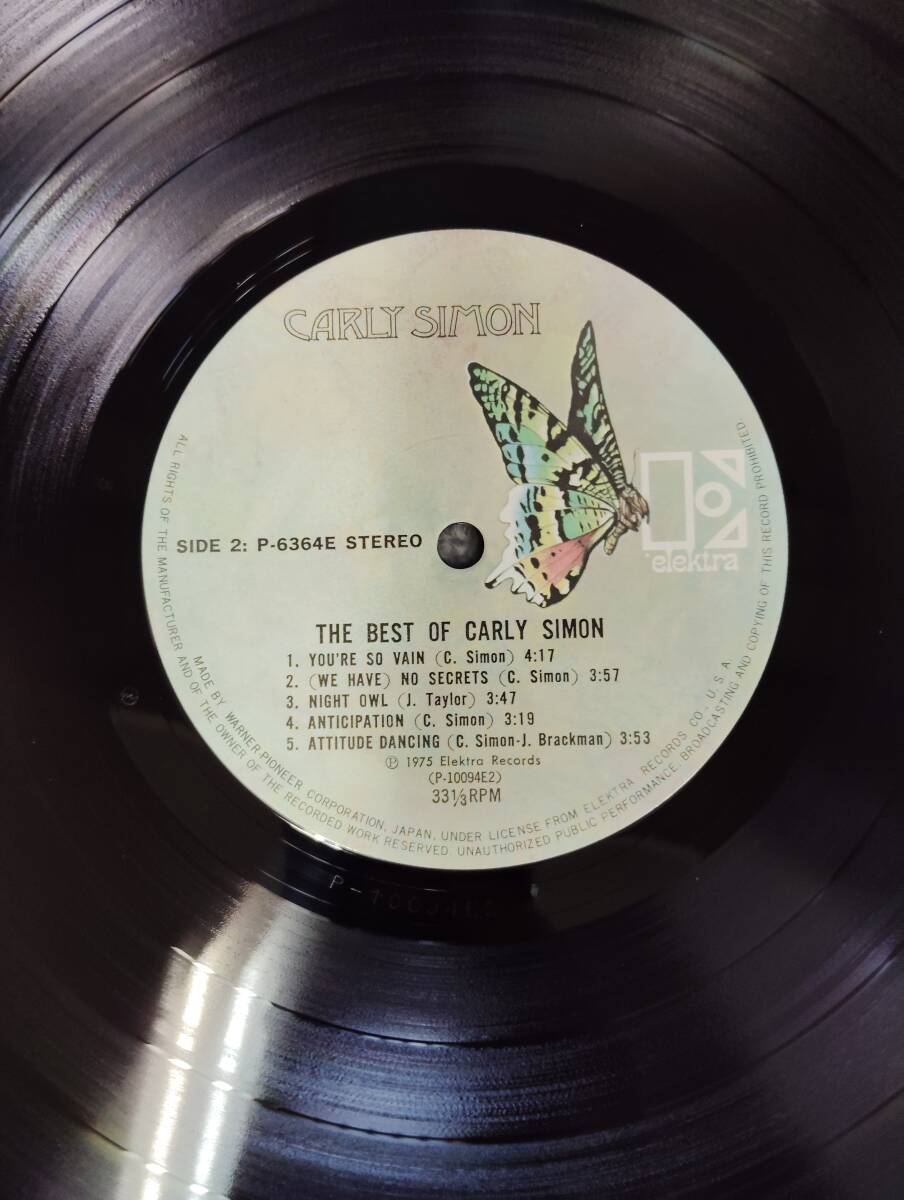 CARLY SIMON
elektra
SIDE 2: P-6364E STEREO
THE BEST OF CARLY SIMON
1. YOU'RE SO VAIN (C. Simon) 4:17
2. (WE HAVE) NO SECRETS (C. Simon) 3:57
3. NIGHT OWL (J. Taylor) 3:47
4. ANTICIPATION (C. Simon) 3:19
5. ATTITUDE DANCING (C. Simon-J. Brackman) 3:53
Ⓟ 1975 Elektra Records
(P-10094E2)
33⅓ RPM
MADE BY WARNER-PIONEER CORPORATION, JAPAN, UNDER LICENSE FROM ELEKTRA RECORDS CO., U.S.A.
ALL RIGHTS OF THE MANUFACTURER AND OF THE OWNER OF THE RECORDED WORK RESERVED. UNAUTHORIZED PUBLIC PERFORMANCE, BROADCASTING AND COPYING OF THIS RECORD PROHIBITED.